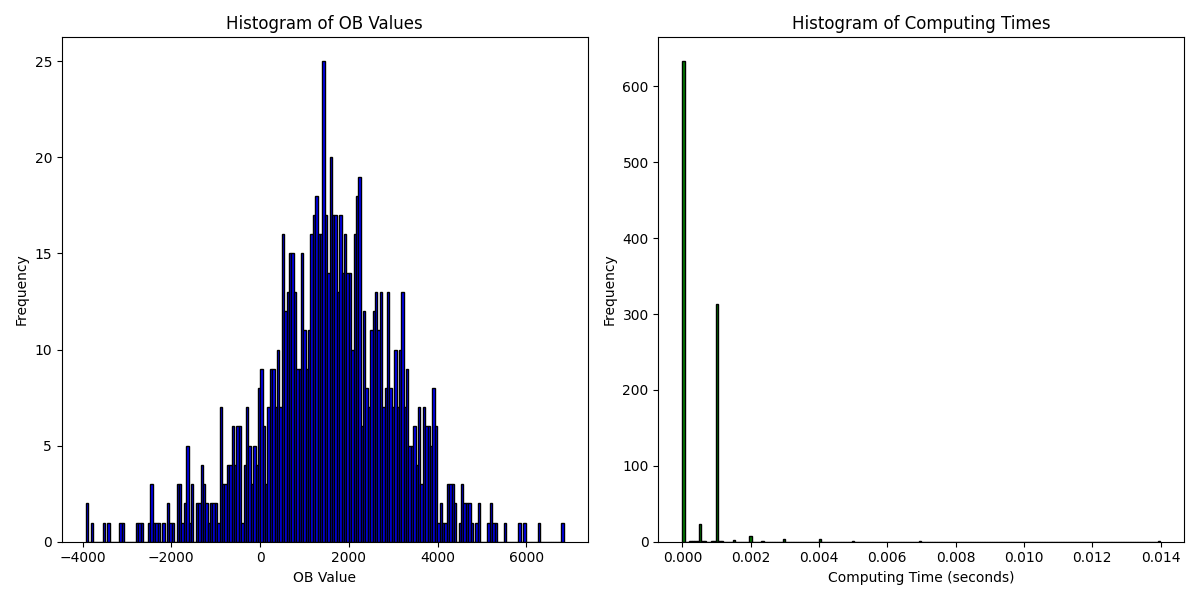 Histogram of OB Values
Frequency
25
20
15
10
5
0
−4000 −2000 0 2000 4000 6000
OB Value
Histogram of Computing Times
Frequency
600
500
400
300
200
100
0
0.000 0.002 0.004 0.006 0.008 0.010 0.012 0.014
Computing Time (seconds)